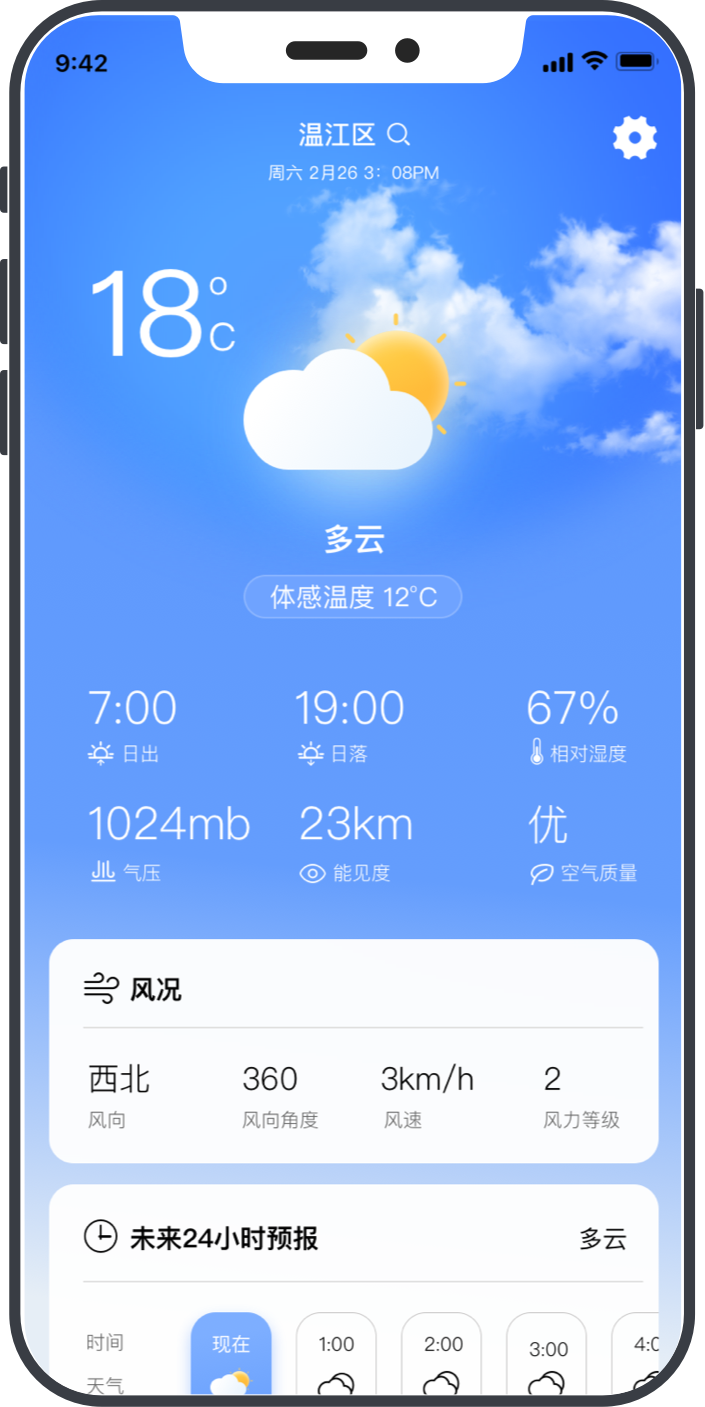 9:42
温江区
周六 2月26 3：08PM
18°C
多云
体感温度 12°C
7:00 19:00 67%
日出 日落 相对湿度
1024mb 23km 优
气压 能见度 空气质量
风况
西北 360 3km/h 2
风向 风向角度 风速 风力等级
未来24小时预报 多云
时间 现在 1:00 2:00 3:00
天气